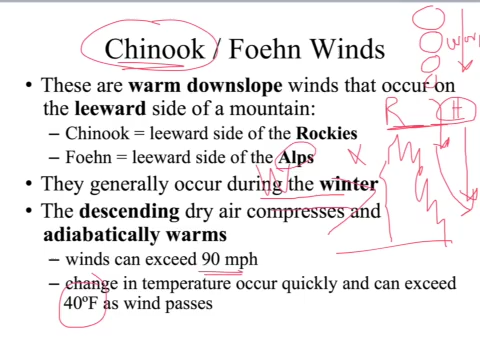 Chinook / Foehn Winds
• These are warm downslope winds that occur on
the leeward side of a mountain:
– Chinook = leeward side of the Rockies
– Foehn = leeward side of the Alps
• They generally occur during the winter
• The descending dry air compresses and
adiabatically warms
– winds can exceed 90 mph
– change in temperature occur quickly and can exceed
40ºF as wind passes
R
H
W